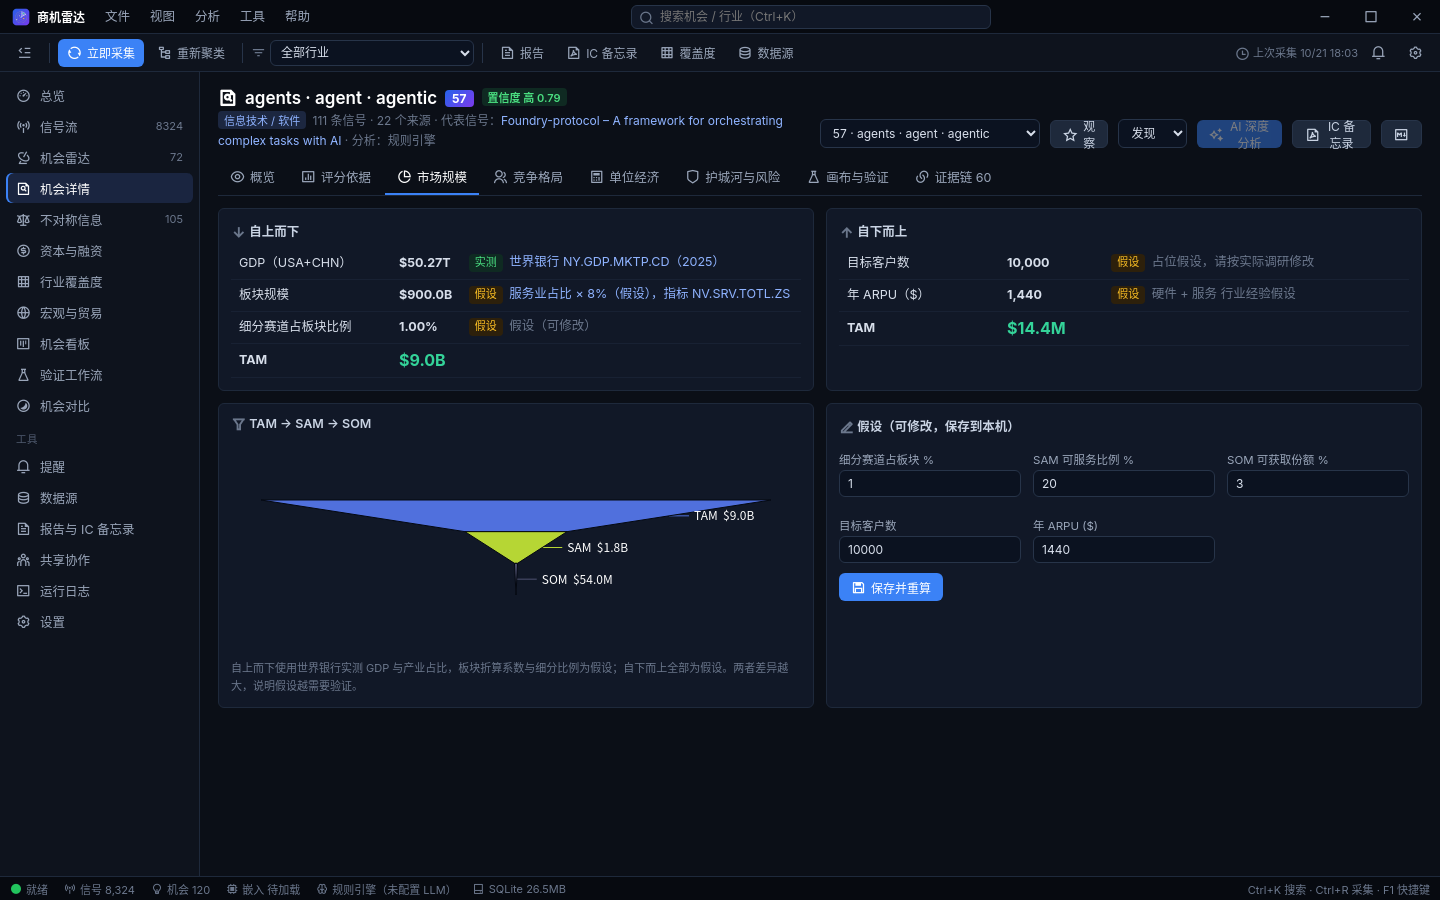 商机雷达 文件 视图 分析 工具 帮助 搜索机会 / 行业（Ctrl+K）
立即采集 重新聚类 全部行业 报告 IC 备忘录 覆盖度 数据源 上次采集 10/21 18:03
总览
信号流 8324
机会雷达 72
机会详情
不对称信息 105
资本与融资
行业覆盖度
宏观与贸易
机会看板
验证工作流
机会对比
工具
提醒
数据源
报告与 IC 备忘录
共享协作
运行日志
设置
agents · agent · agentic 57 置信度 高 0.79
信息技术 / 软件 111 条信号 · 22 个来源 · 代表信号：Foundry-protocol – A framework for orchestrating
complex tasks with AI · 分析：规则引擎
57 · agents · agent · agentic
观
察
发现
AI 深度
分析
IC 备
忘录
概览 评分依据 市场规模 竞争格局 单位经济 护城河与风险 画布与验证 证据链 60
自上而下
GDP（USA+CHN） $50.27T 实测 世界银行 NY.GDP.MKTP.CD（2025）
板块规模 $900.0B 假设 服务业占比 × 8%（假设），指标 NV.SRV.TOTL.ZS
细分赛道占板块比例 1.00% 假设 假设（可修改）
TAM $9.0B
自下而上
目标客户数 10,000 假设 占位假设，请按实际调研修改
年 ARPU（$） 1,440 假设 硬件 + 服务 行业经验假设
TAM $14.4M
TAM → SAM → SOM
TAM $9.0B
SAM $1.8B
SOM $54.0M
自上而下使用世界银行实测 GDP 与产业占比，板块折算系数与细分比例为假设；自下而上全部为假设。两者差异越
大，说明假设越需要验证。
假设（可修改，保存到本机）
细分赛道占板块 % SAM 可服务比例 % SOM 可获取份额 %
1 20 3
目标客户数 年 ARPU ($)
10000 1440
保存并重算
就绪 信号 8,324 机会 120 嵌入 待加载 规则引擎（未配置 LLM） SQLite 26.5MB Ctrl+K 搜索 · Ctrl+R 采集 · F1 快捷键